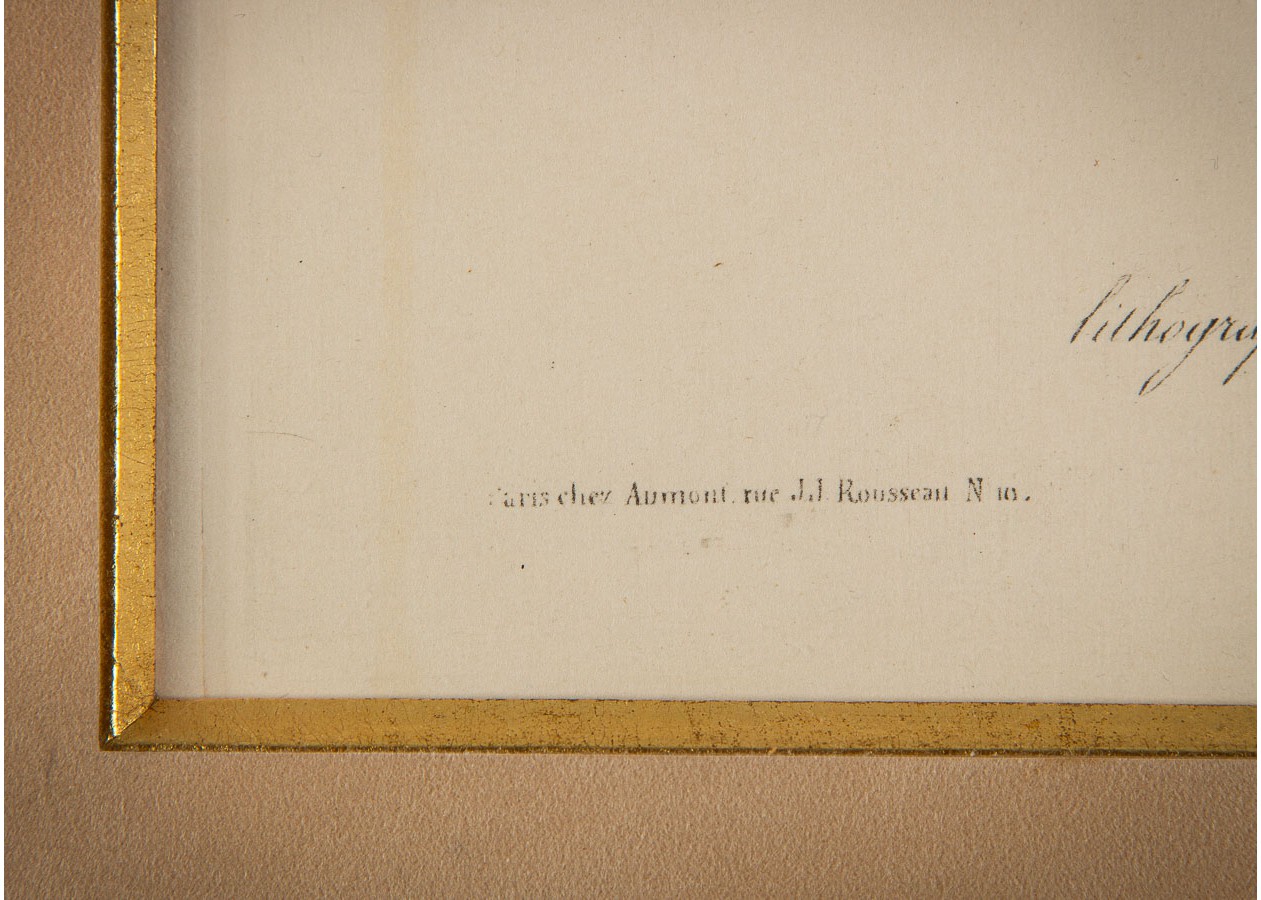 lithogra
Paris chez Aumont, rue J.J. Rousseau N 10.